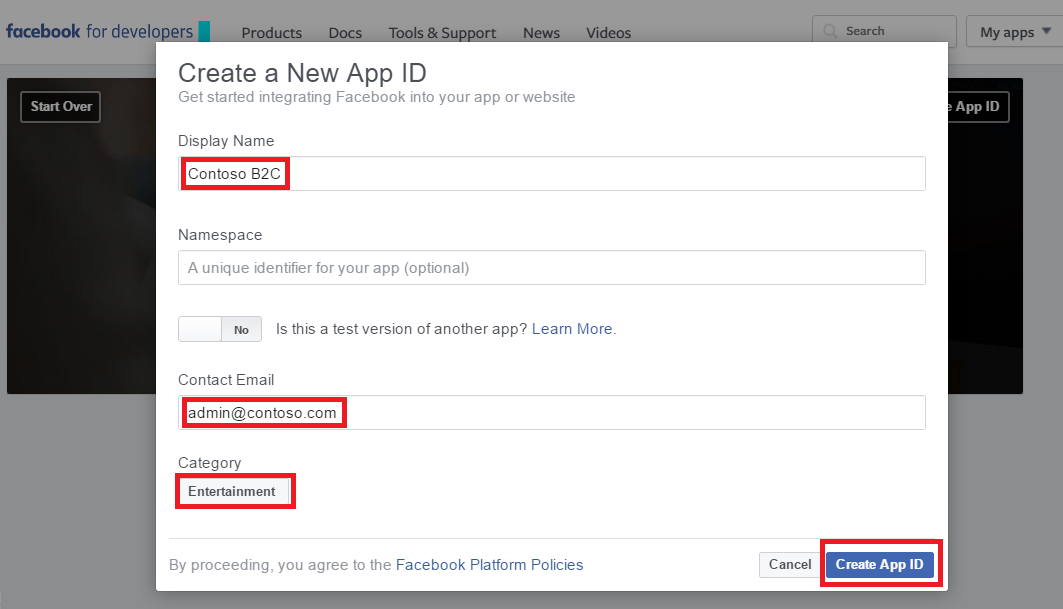 facebook for developers Products Docs Tools & Support News Videos Search My apps
Start Over
App ID
Create a New App ID
Get started integrating Facebook into your app or website
Display Name
Contoso B2C
Namespace
A unique identifier for your app (optional)
No Is this a test version of another app? Learn More.
Contact Email
admin@contoso.com
Category
Entertainment
By proceeding, you agree to the Facebook Platform Policies Cancel Create App ID